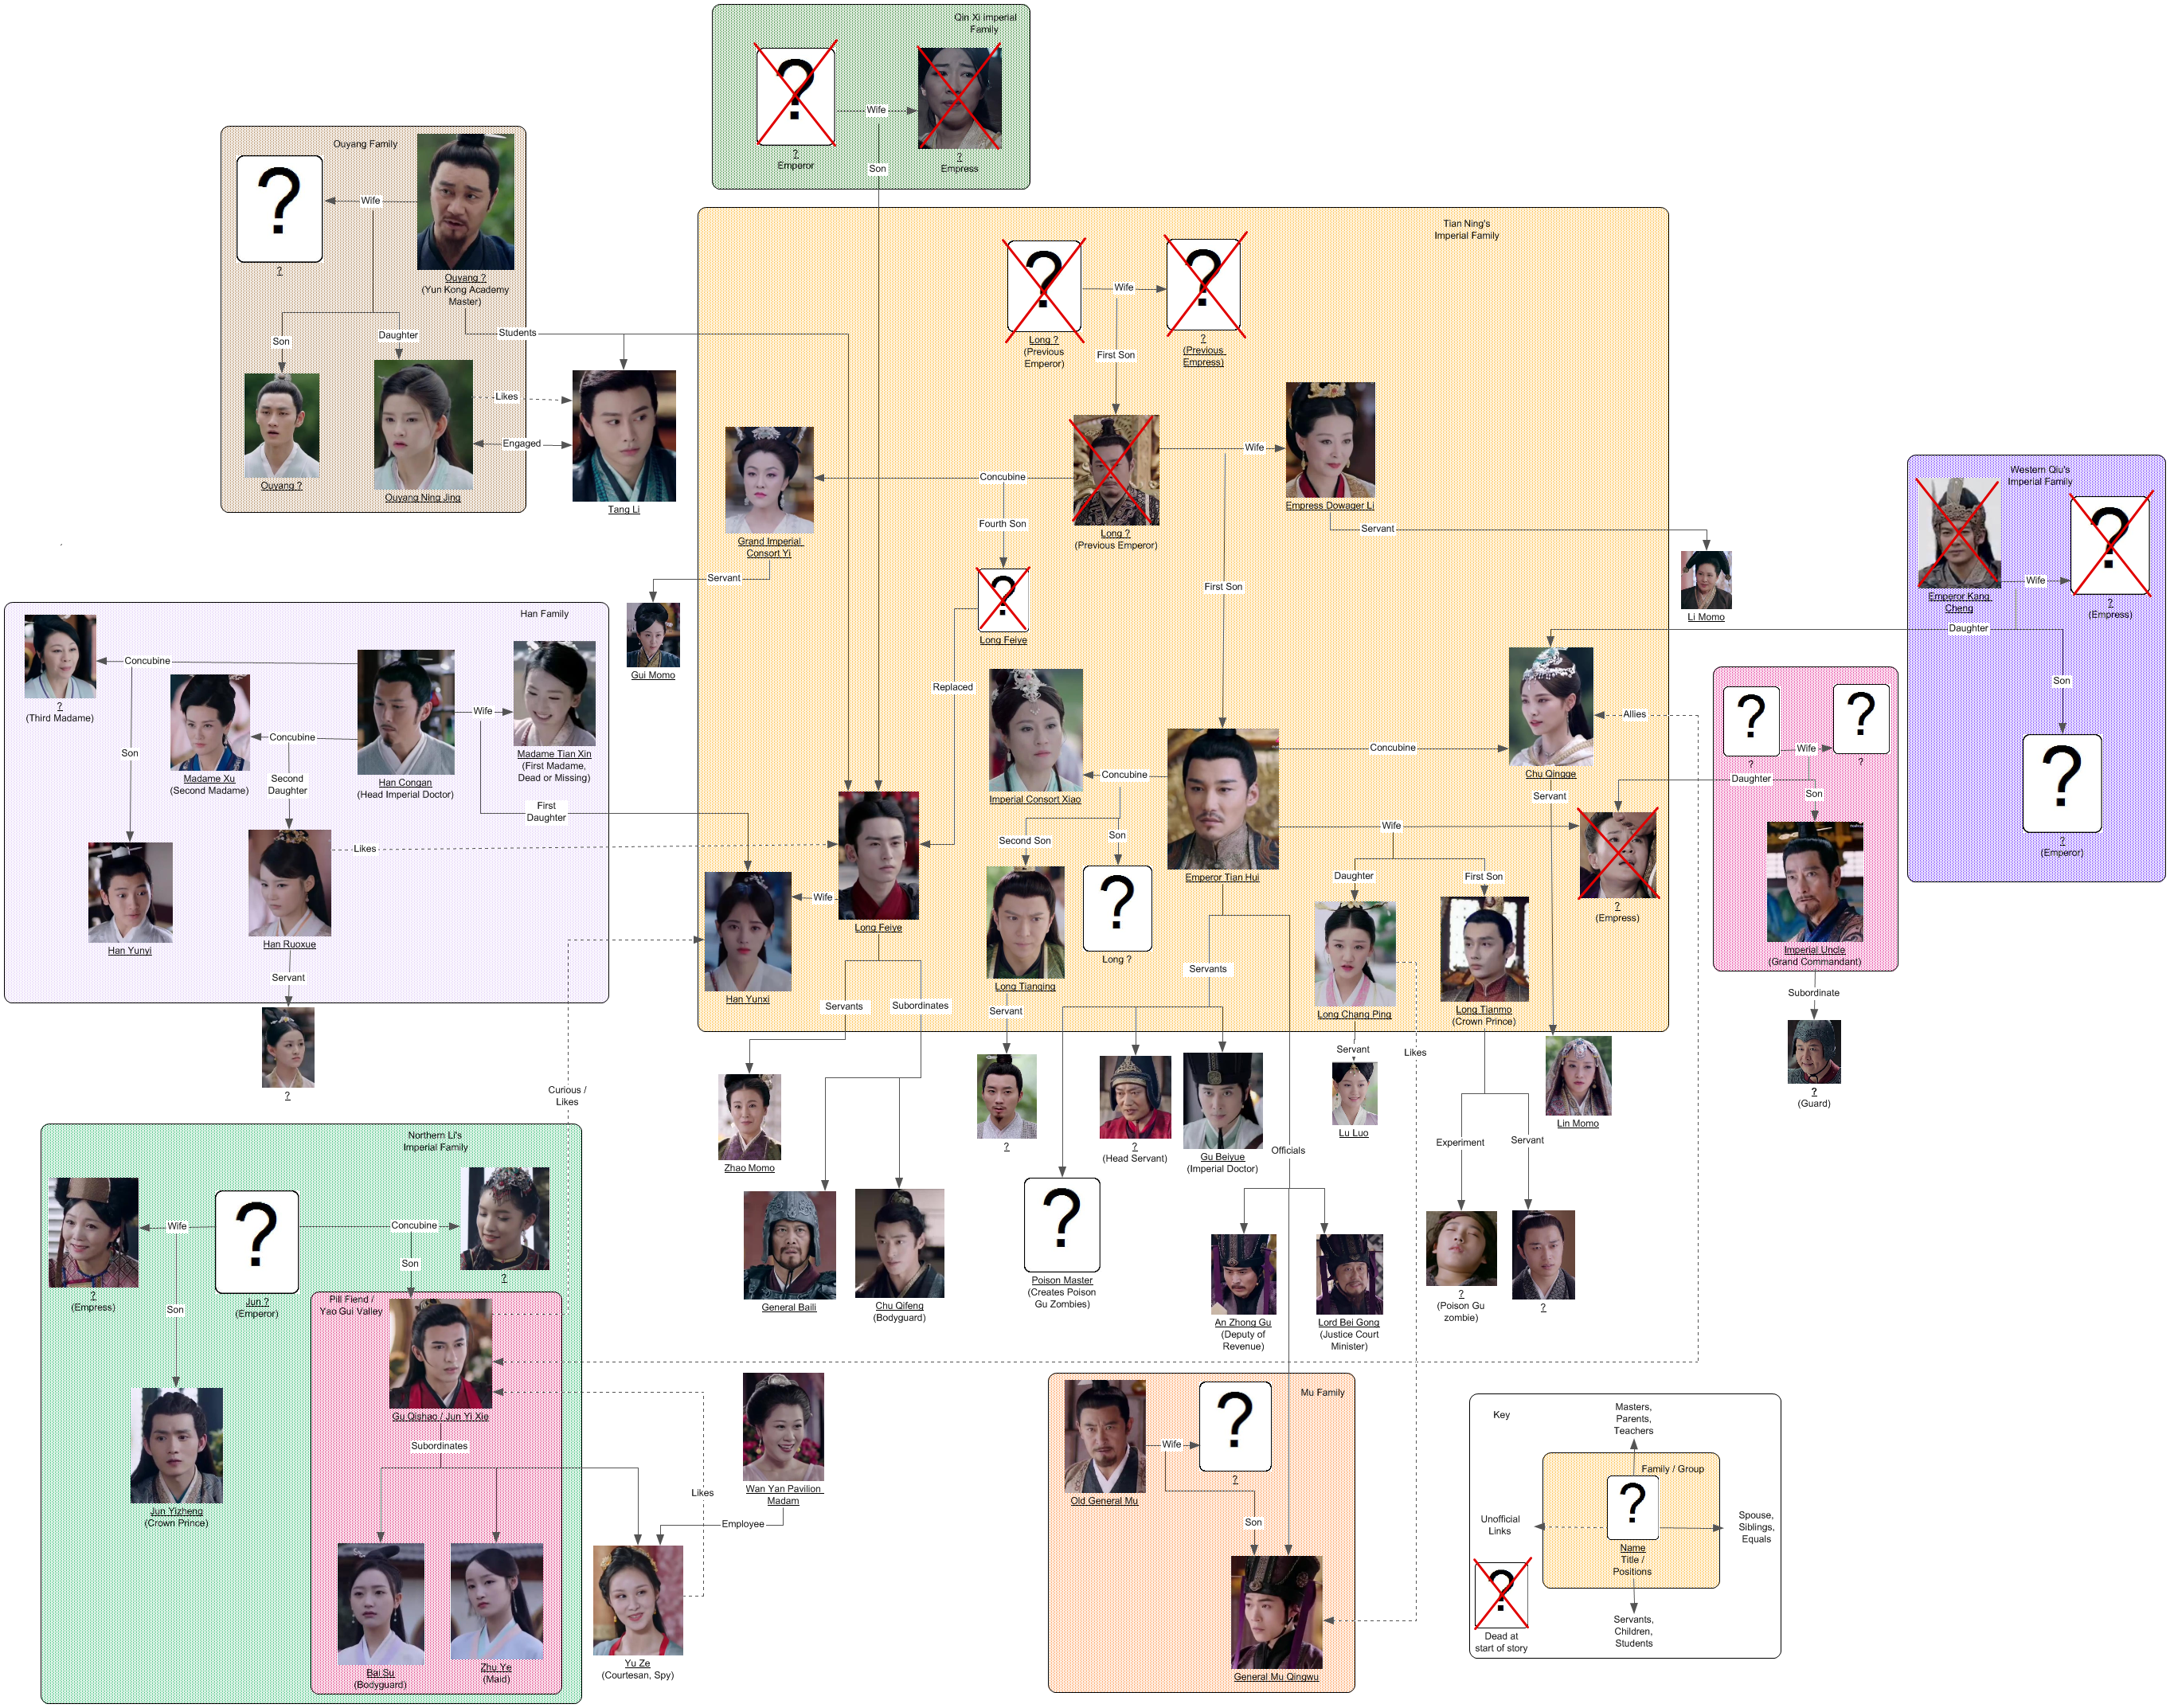 Qin Xi imperial
Family
?
Wife
?
?
Emperor
?
Empress
Son
Ouyang Family
?
Wife
?
Ouyang ?
(Yun Kong Academy
Master)
Students
Son
Daughter
Likes
Engaged
Ouyang ?
Ouyang Ning Jing
Tang Li
Tian Ning's
Imperial Family
?
Wife
?
Long ?
(Previous
Emperor)
?
(Previous
Empress)
First Son
Wife
Concubine
Empress Dowager Li
Fourth Son
Servant
Grand Imperial
Consort Yi
Long ?
(Previous Emperor)
Servant
First Son
?
Long Feiye
Gui Momo
Li Momo
Replaced
Western Qiu's
Imperial Family
?
Wife
Emperor Kang
Cheng
?
(Empress)
Daughter
Son
?
?
(Emperor)
Han Family
Concubine
?
(Third Madame)
Wife
Concubine
Son
Madame Tian Xin
(First Madame,
Dead or Missing)
Madame Xu
(Second Madame)
Second
Daughter
Han Congan
(Head Imperial Doctor)
First
Daughter
Likes
Han Yunyi
Han Ruoxue
Servant
?
Allies
Concubine
Chu Qingge
Concubine
Imperial Consort Xiao
Servant
Wife
Second Son
Son
Emperor Tian Hui
?
Long ?
Daughter
First Son
?
(Empress)
Wife
Long Feiye
Han Yunxi
Long Tianqing
Servants
Long Chang Ping
Long Tianmo
(Crown Prince)
Servants
Subordinates
Servant
?
?
Wife
?
?
Daughter
Son
Imperial Uncle
(Grand Commandant)
Subordinate
?
(Guard)
Servant
Likes
Curious /
Likes
Zhao Momo
?
?
(Head Servant)
Gu Beiyue
(Imperial Doctor)
Lu Luo
Lin Momo
Officials
Experiment
Servant
General Baili
Chu Qifeng
(Bodyguard)
?
Poison Master
(Creates Poison
Gu Zombies)
An Zhong Gu
(Deputy of
Revenue)
Lord Bei Gong
(Justice Court
Minister)
?
(Poison Gu
zombie)
?
Northern Li's
Imperial Family
Wife
?
Concubine
Son
?
?
(Empress)
Jun ?
(Emperor)
Son
Pill Fiend /
Yao Gui Valley
Gu Qishao / Jun Yi Xie
Subordinates
Jun Yizheng
(Crown Prince)
Likes
Wan Yan Pavilion
Madam
Employee
Bai Su
(Bodyguard)
Zhu Ye
(Maid)
Yu Ze
(Courtesan, Spy)
Mu Family
?
Wife
?
Old General Mu
Son
General Mu Qingwu
Key
Masters,
Parents,
Teachers
Family / Group
?
Unofficial
Links
Spouse,
Siblings,
Equals
Name
Title /
Positions
?
Dead at
start of story
Servants,
Children,
Students